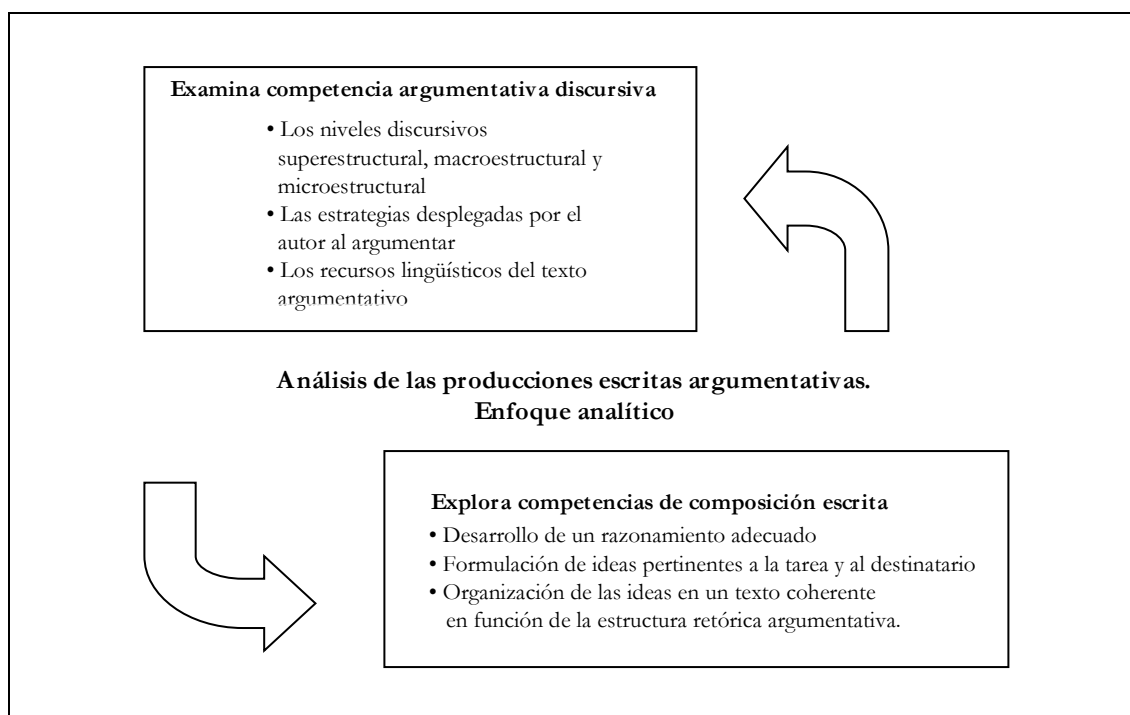 Examina competencia argumentativa discursiva
• Los niveles discursivos
superestructural, macroestructural y
microestructural
• Las estrategias desplegadas por el
autor al argumentar
• Los recursos lingüísticos del texto
argumentativo
Análisis de las producciones escritas argumentativas.
Enfoque analítico
Explora competencias de composición escrita
• Desarrollo de un razonamiento adecuado
• Formulación de ideas pertinentes a la tarea y al destinatario
• Organización de las ideas en un texto coherente
en función de la estructura retórica argumentativa.